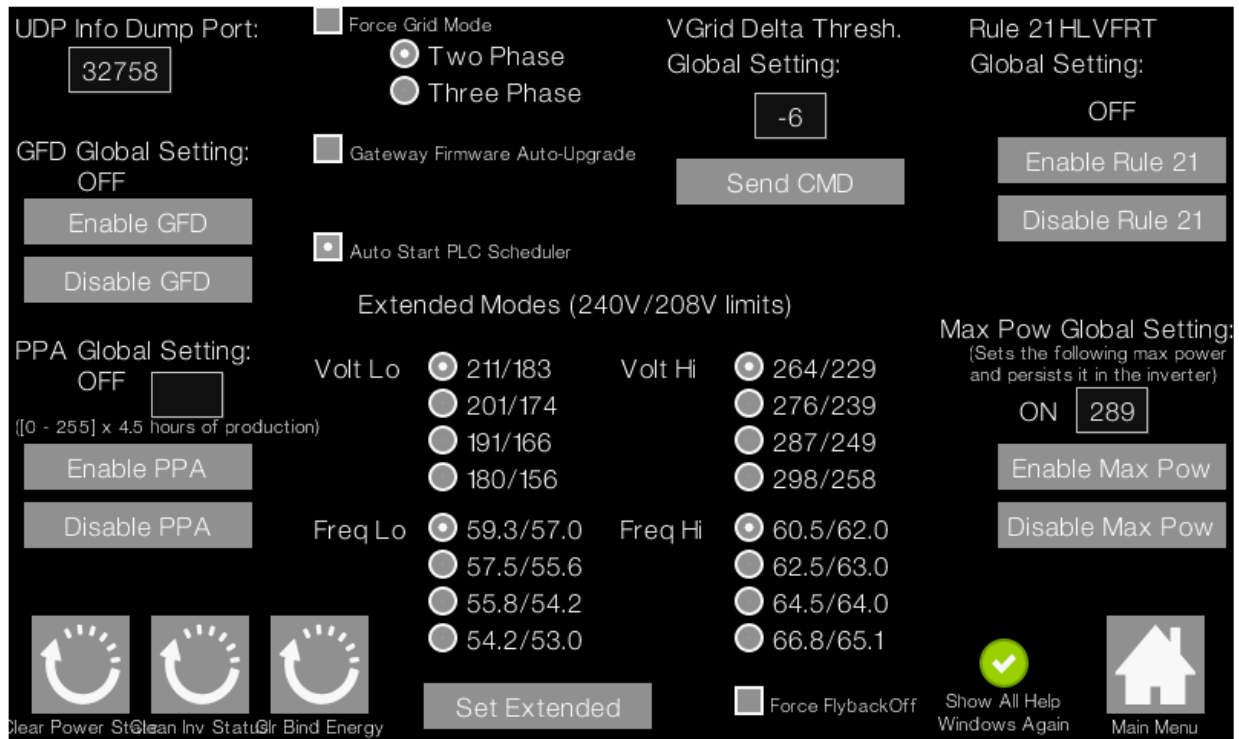 UDP Info Dump Port:
32758
GFD Global Setting:
OFF
Enable GFD
Disable GFD
PPA Global Setting:
OFF
([0 - 255] x 4.5 hours of production)
Enable PPA
Disable PPA
Force Grid Mode
Two Phase
Three Phase
Gateway Firmware Auto-Upgrade
Auto Start PLC Scheduler
VGrid Delta Thresh.
Global Setting:
-6
Send CMD
Rule 21HLVFRT
Global Setting:
OFF
Enable Rule 21
Disable Rule 21
Extended Modes (240V/208V limits)
Volt Lo 211/183 Volt Hi 264/229
201/174 276/239
191/166 287/249
180/156 298/258
Freq Lo 59.3/57.0 Freq Hi 60.5/62.0
57.5/55.6 62.5/63.0
55.8/54.2 64.5/64.0
54.2/53.0 66.8/65.1
Set Extended
Force FlybackOff
Max Pow Global Setting:
(Sets the following max power
and persists it in the inverter)
ON 289
Enable Max Pow
Disable Max Pow
Clear Power
Clean Inv Status
Clr Bind Energy
Show All Help
Windows Again
Main Menu